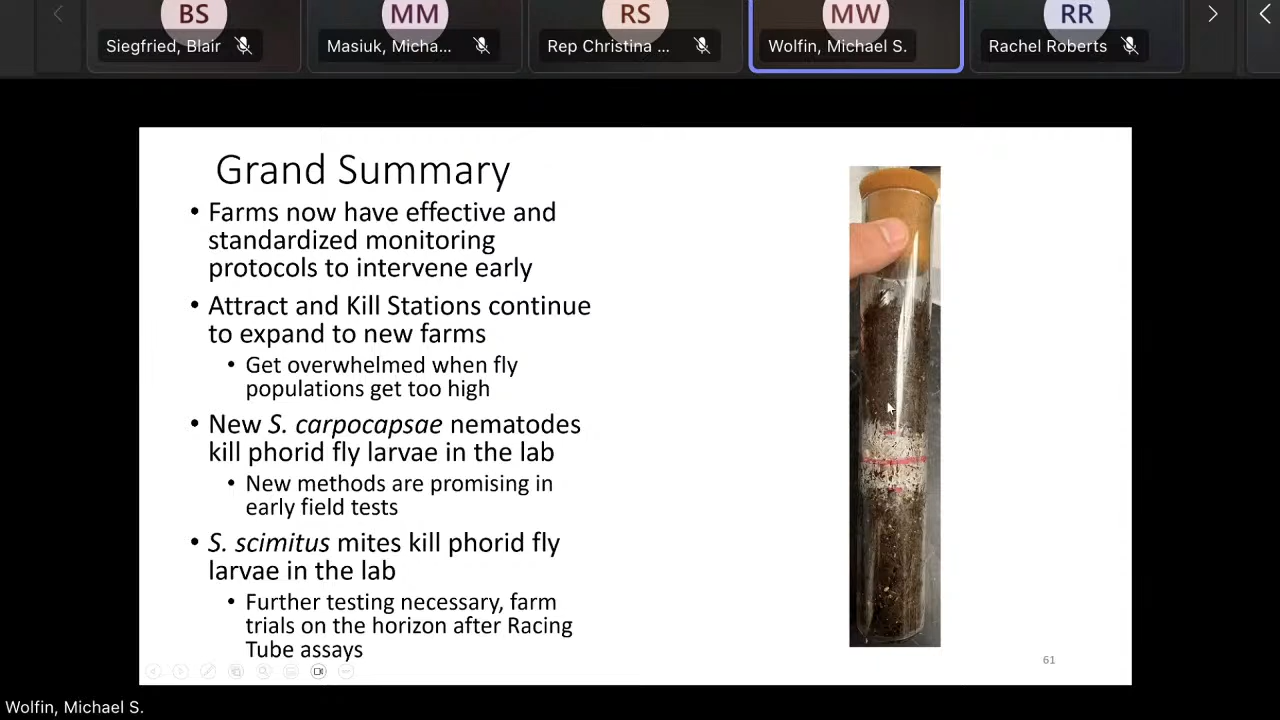 BS
MM
RS
MW
RR
Siegfried, Blair
Masiuk, Micha...
Rep Christina ...
Wolfin, Michael S.
Rachel Roberts
Grand Summary
• Farms now have effective and
standardized monitoring
protocols to intervene early
• Attract and Kill Stations continue
to expand to new farms
• Get overwhelmed when fly
populations get too high
• New S. carpocapsae nematodes
kill phorid fly larvae in the lab
• New methods are promising in
early field tests
• S. scimitus mites kill phorid fly
larvae in the lab
• Further testing necessary, farm
trials on the horizon after Racing
Tube assays
61
Wolfin, Michael S.